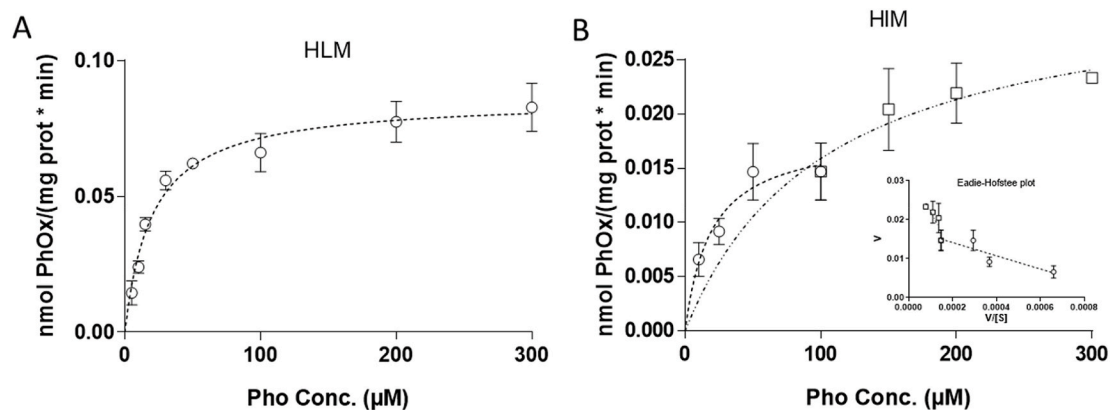 A
HLM
nmol PhOx/(mg prot * min)
0.10
0.05
0.00
0
100
200
300
Pho Conc. (µM)
B
HIM
nmol PhOx/(mg prot * min)
0.025
0.020
0.015
0.010
0.005
0.000
0
100
200
300
Pho Conc. (µM)
Eadie-Hofstee plot
V
0.03
0.02
0.01
0.00
0.0000
0.0002
0.0004
0.0006
0.0008
V/[S]